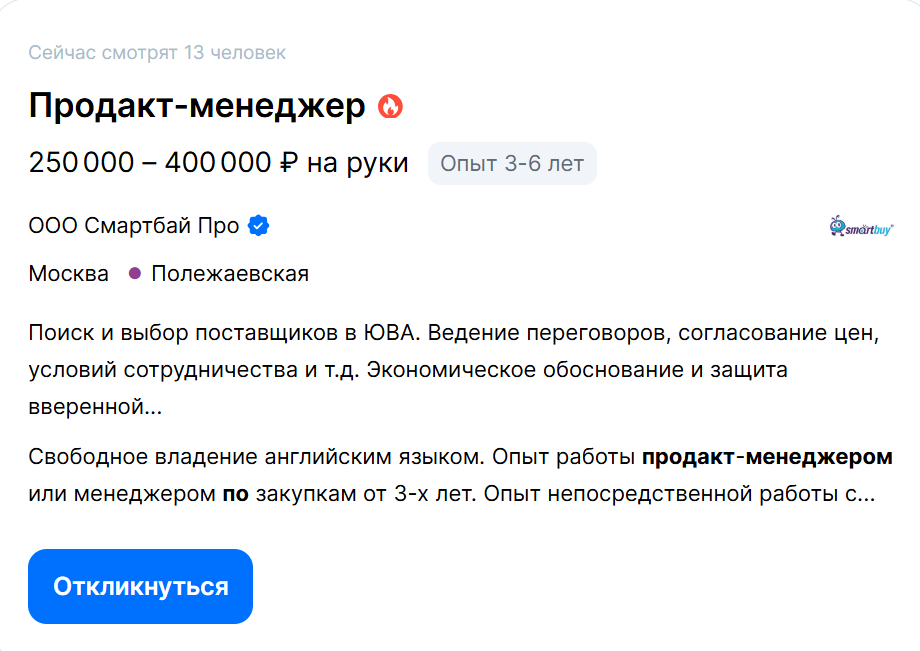 Сейчас смотрят 13 человек
Продакт-менеджер
250 000 – 400 000 ₽ на руки
Опыт 3-6 лет
ООО Смартбай Про
smartbuy
Москва
Полежаевская
Поиск и выбор поставщиков в ЮВА. Ведение переговоров, согласование цен,
условий сотрудничества и т.д. Экономическое обоснование и защита
вверенной...
Свободное владение английским языком. Опыт работы продакт-менеджером
или менеджером по закупкам от 3-х лет. Опыт непосредственной работы с...
Откликнуться